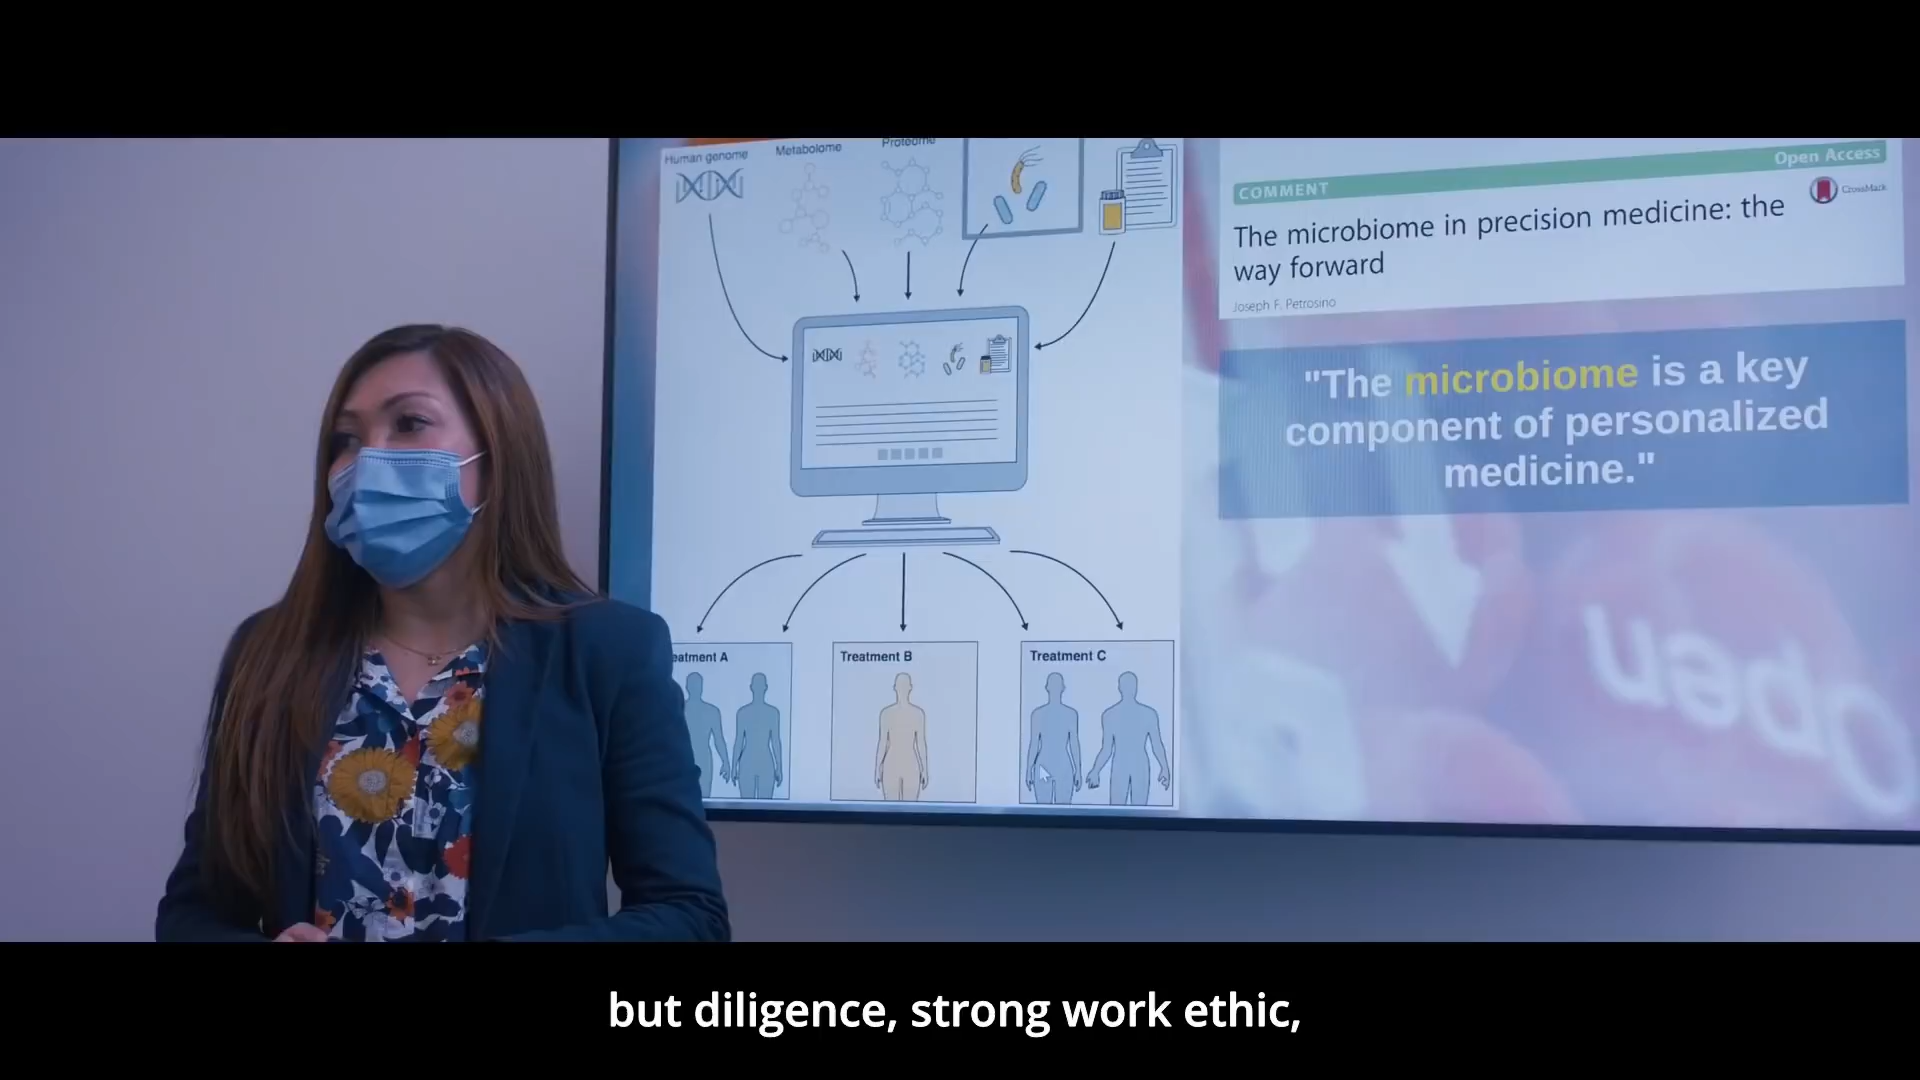 Human genome
Metabolome
Proteome
COMMENT
Open Access
CrossMark
The microbiome in precision medicine: the
way forward
Joseph F. Petrosino
"The microbiome is a key
component of personalized
medicine."
eatment A
Treatment B
Treatment C
Open
but diligence, strong work ethic,